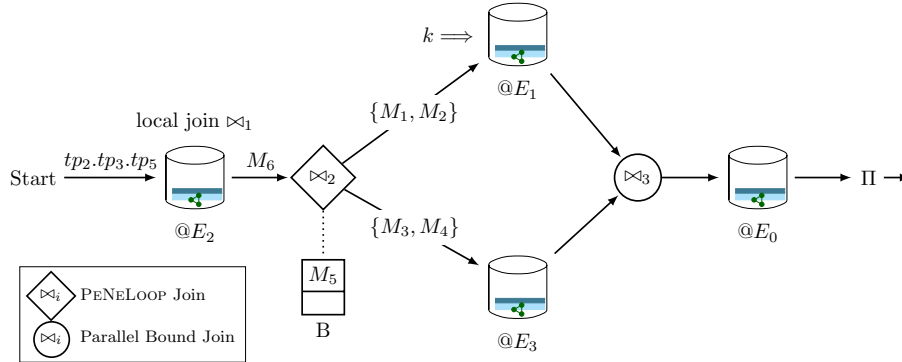 k ⟹
@E₁
{M₁, M₂}
local join ⋈₁
Start
tp₂.tp₃.tp₅
M₆
⋈₂
⋈₃
Π
@E₂
@E₀
{M₃, M₄}
M₅
B
@E₃
⋈ᵢ PENELOOP Join
⋈ᵢ Parallel Bound Join